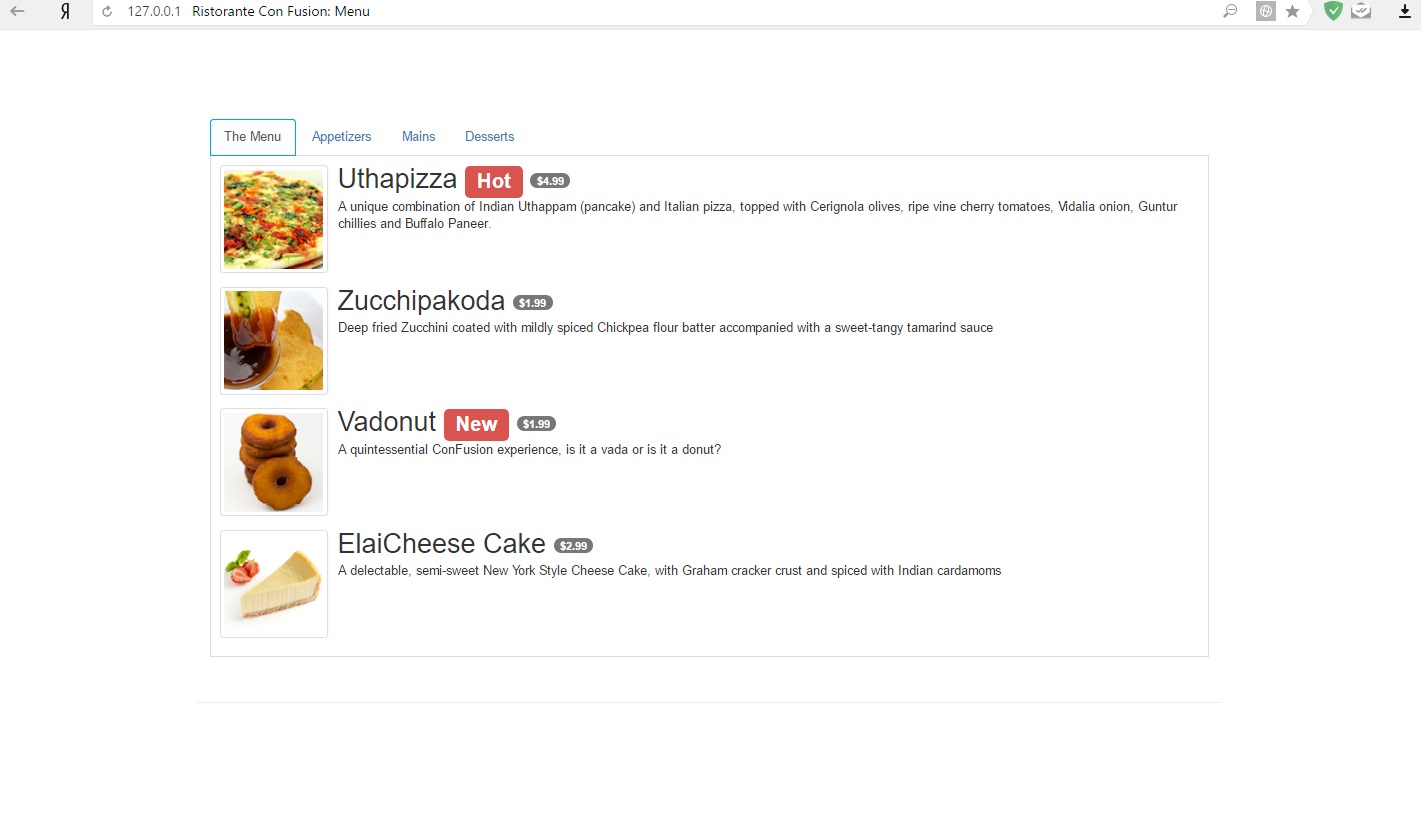 Я 127.0.0.1 Ristorante Con Fusion: Menu
The Menu Appetizers Mains Desserts
Uthapizza Hot $4.99
A unique combination of Indian Uthappam (pancake) and Italian pizza, topped with Cerignola olives, ripe vine cherry tomatoes, Vidalia onion, Guntur
chillies and Buffalo Paneer.
Zucchipakoda $1.99
Deep fried Zucchini coated with mildly spiced Chickpea flour batter accompanied with a sweet-tangy tamarind sauce
Vadonut New $1.99
A quintessential ConFusion experience, is it a vada or is it a donut?
ElaiCheese Cake $2.99
A delectable, semi-sweet New York Style Cheese Cake, with Graham cracker crust and spiced with Indian cardamoms